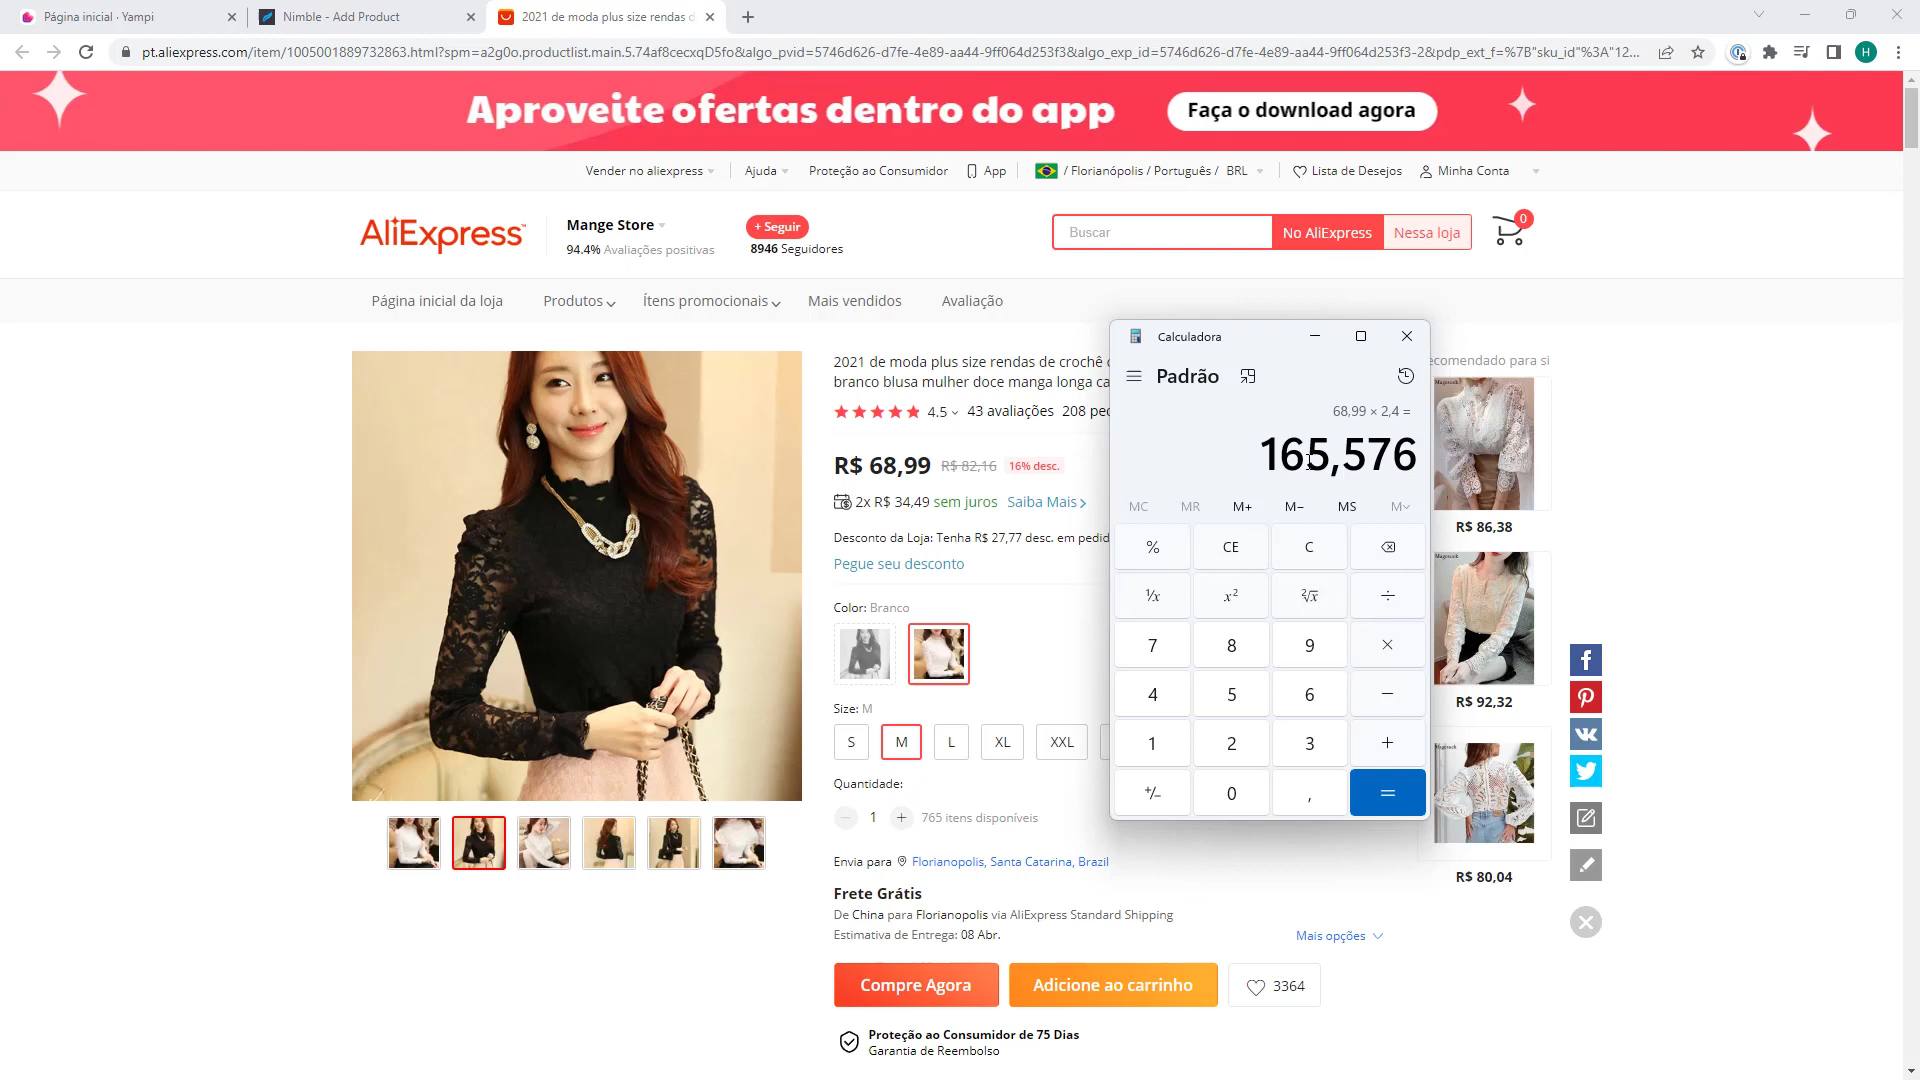 Página inicial · Yampi
Nimble - Add Product
2021 de moda plus size rendas d
pt.aliexpress.com/item/1005001889732863.html?spm=a2g0o.productlist.main.5.74af8cecxqD5fo&algo_pvid=5746d626-d7fe-4e89-aa44-9ff064d253f3&algo_exp_id=5746d626-d7fe-4e89-aa44-9ff064d253f3-2&pdp_ext_f=%7B"sku_id"%3A"12...
H
Aproveite ofertas dentro do app
Faça o download agora
Vender no aliexpress
Ajuda
Proteção ao Consumidor
App
/ Florianópolis / Português / BRL
Lista de Desejos
Minha Conta
AliExpress
Mange Store
94.4% Avaliações positivas
+ Seguir
8946 Seguidores
Buscar
No AliExpress
Nessa loja
0
Página inicial da loja
Produtos
Ítens promocionais
Mais vendidos
Avaliação
2021 de moda plus size rendas de crochê
branco blusa mulher doce manga longa ca
4.5
43 avaliações
208 pe
R$ 68,99
R$ 82,16
16% desc.
2x R$ 34,49 sem juros
Saiba Mais
Desconto da Loja: Tenha R$ 27,77 desc. em pedid
Pegue seu desconto
Color: Branco
Size: M
S
M
L
XL
XXL
Quantidade:
− 1 +
765 itens disponíveis
Envia para
Florianopolis, Santa Catarina, Brazil
Frete Grátis
De China para Florianopolis via AliExpress Standard Shipping
Estimativa de Entrega: 08 Abr.
Mais opções
Compre Agora
Adicione ao carrinho
3364
Proteção ao Consumidor de 75 Dias
Garantia de Reembolso
Calculadora
Padrão
68,99 × 2,4 =
165,576
MC MR M+ M− MS M
% CE C
¹/x x² ²√x ÷
7 8 9 ×
4 5 6 −
1 2 3 +
+/− 0 , =
ecomendado para si
R$ 86,38
R$ 92,32
R$ 80,04